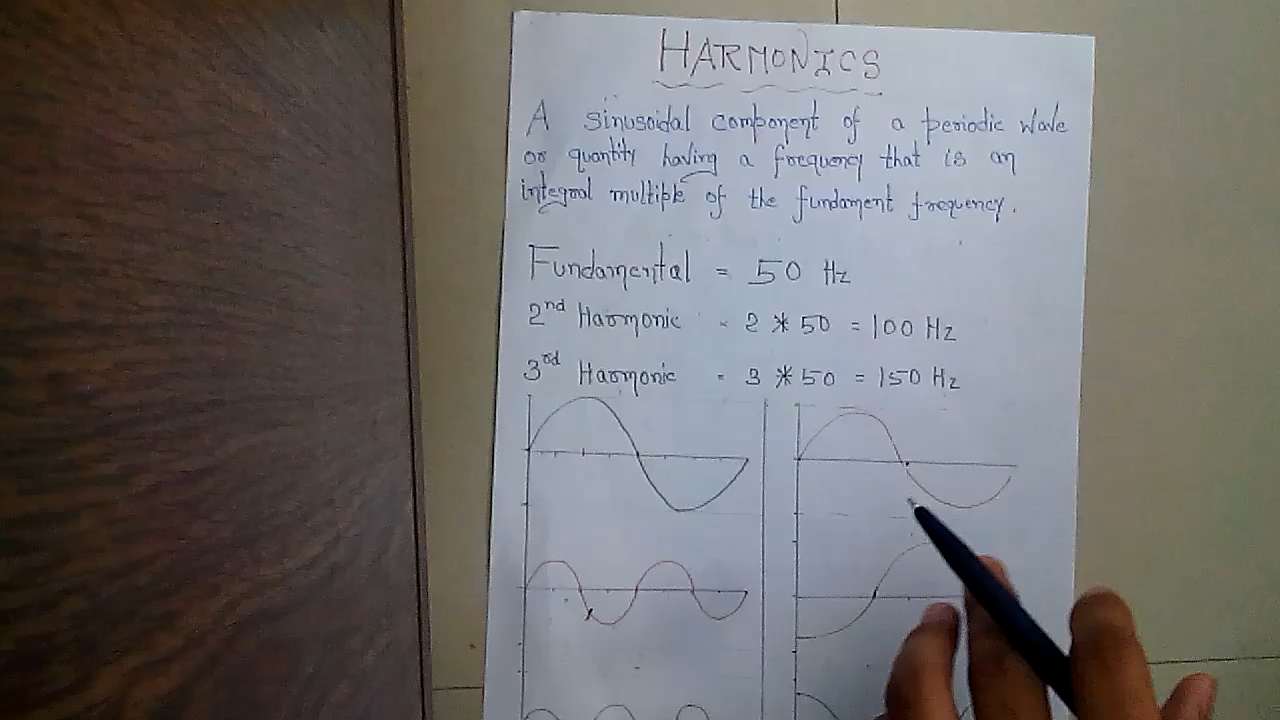 HARMONICS
A sinusoidal component of a periodic wave
or quantity having a frequency that is an
integral multiple of the fundament frequency.
Fundamental = 50 Hz
2nd Harmonic = 2 * 50 = 100 Hz
3rd Harmonic = 3 * 50 = 150 Hz